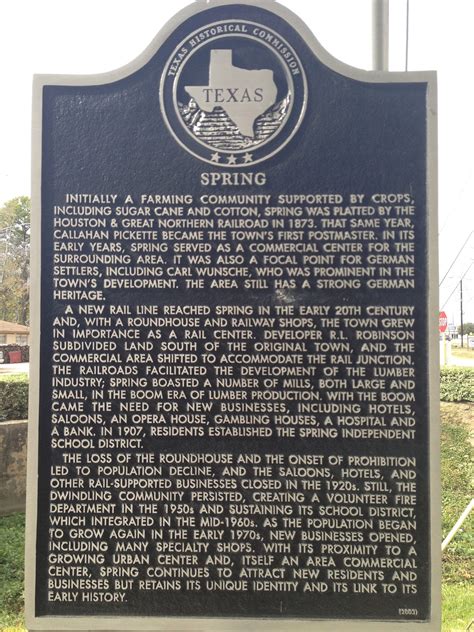 TEXAS HISTORICAL COMMISSION
TEXAS
SPRING
INITIALLY A FARMING COMMUNITY SUPPORTED BY CROPS,
INCLUDING SUGAR CANE AND COTTON, SPRING WAS PLATTED BY THE
HOUSTON & GREAT NORTHERN RAILROAD IN 1873. THAT SAME YEAR,
CALLAHAN PICKETTE BECAME THE TOWN'S FIRST POSTMASTER. IN ITS
EARLY YEARS, SPRING SERVED AS A COMMERCIAL CENTER FOR THE
SURROUNDING AREA. IT WAS ALSO A FOCAL POINT FOR GERMAN
SETTLERS, INCLUDING CARL WUNSCHE, WHO WAS PROMINENT IN THE
TOWN'S DEVELOPMENT. THE AREA STILL HAS A STRONG GERMAN
HERITAGE.
A NEW RAIL LINE REACHED SPRING IN THE EARLY 20TH CENTURY
AND, WITH A ROUNDHOUSE AND RAILWAY SHOPS, THE TOWN GREW
IN IMPORTANCE AS A RAIL CENTER. DEVELOPER R.L. ROBINSON
SUBDIVIDED LAND SOUTH OF THE ORIGINAL TOWN, AND THE
COMMERCIAL AREA SHIFTED TO ACCOMMODATE THE RAIL JUNCTION.
THE RAILROADS FACILITATED THE DEVELOPMENT OF THE LUMBER
INDUSTRY; SPRING BOASTED A NUMBER OF MILLS, BOTH LARGE AND
SMALL, IN THE BOOM ERA OF LUMBER PRODUCTION. WITH THE BOOM
CAME THE NEED FOR NEW BUSINESSES, INCLUDING HOTELS,
SALOONS, AN OPERA HOUSE, GAMBLING HOUSES, A HOSPITAL AND
A BANK. IN 1907, RESIDENTS ESTABLISHED THE SPRING INDEPENDENT
SCHOOL DISTRICT.
THE LOSS OF THE ROUNDHOUSE AND THE ONSET OF PROHIBITION
LED TO POPULATION DECLINE, AND THE SALOONS, HOTELS, AND
OTHER RAIL-SUPPORTED BUSINESSES CLOSED IN THE 1920s. STILL, THE
DWINDLING COMMUNITY PERSISTED, CREATING A VOLUNTEER FIRE
DEPARTMENT IN THE 1950s AND SUSTAINING ITS SCHOOL DISTRICT,
WHICH INTEGRATED IN THE MID-1960s. AS THE POPULATION BEGAN
TO GROW AGAIN IN THE EARLY 1970s, NEW BUSINESSES OPENED,
INCLUDING MANY SPECIALTY SHOPS. WITH ITS PROXIMITY TO A
GROWING URBAN CENTER AND, ITSELF AN AREA COMMERCIAL
CENTER, SPRING CONTINUES TO ATTRACT NEW RESIDENTS AND
BUSINESSES BUT RETAINS ITS UNIQUE IDENTITY AND ITS LINK TO ITS
EARLY HISTORY.
(2003)